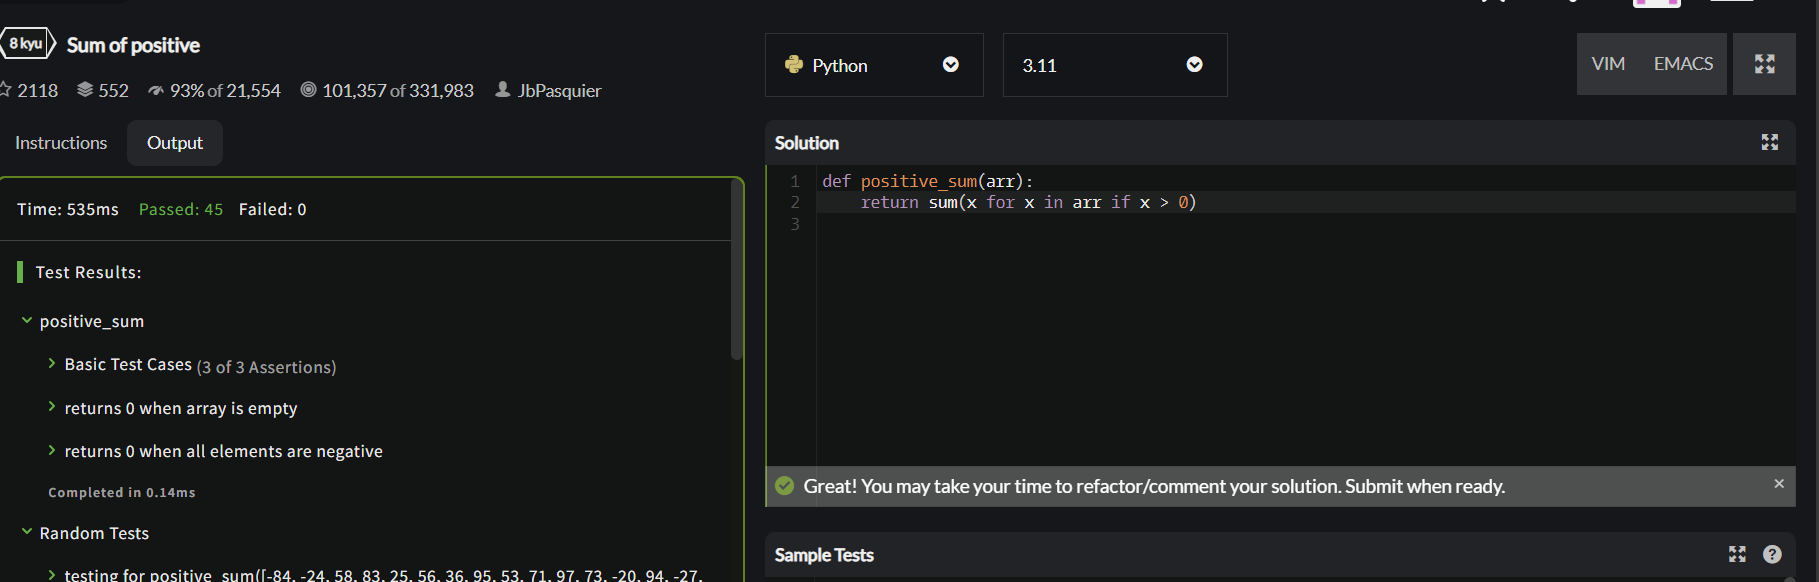 8 kyu Sum of positive
2118 552 93% of 21,554 101,357 of 331,983 JbPasquier
Instructions Output
Time: 535ms Passed: 45 Failed: 0
Test Results:
positive_sum
Basic Test Cases (3 of 3 Assertions)
returns 0 when array is empty
returns 0 when all elements are negative
Completed in 0.14ms
Random Tests
testing for positive_sum([-84, -24, 58, 83, 25, 56, 36, 95, 53, 71, 97, 73, -20, 94, -27,
Python 3.11 VIM EMACS
Solution
1 def positive_sum(arr):
2 return sum(x for x in arr if x > 0)
3
Great! You may take your time to refactor/comment your solution. Submit when ready. ×
Sample Tests ?